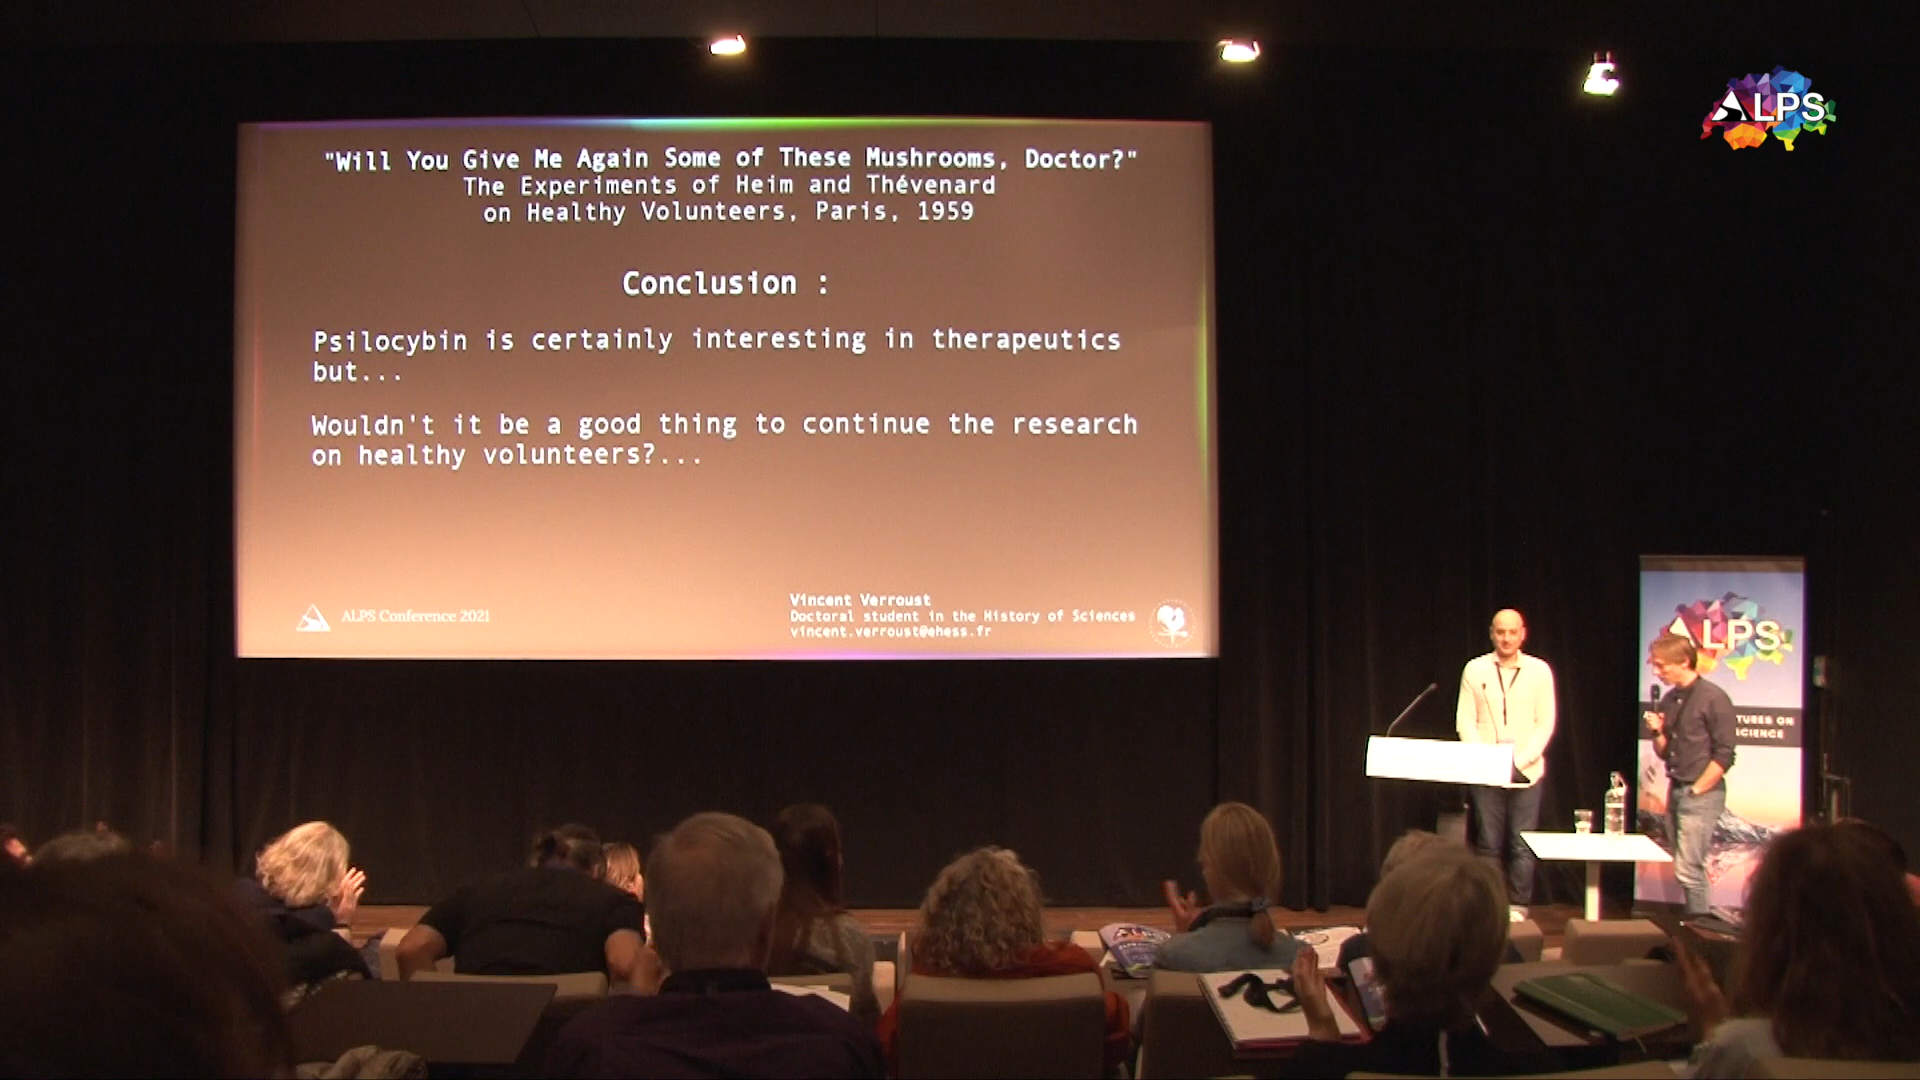 "Will You Give Me Again Some of These Mushrooms, Doctor?"
The Experiments of Heim and Thévenard
on Healthy Volunteers, Paris, 1959
Conclusion :
Psilocybin is certainly interesting in therapeutics
but...
Wouldn't it be a good thing to continue the research
on healthy volunteers?...
ALPS Conference 2021
Vincent Verroust
Doctoral student in the History of Sciences
vincent.verroust@ehess.fr
ALPS
ALPS
TURES ON
SCIENCE